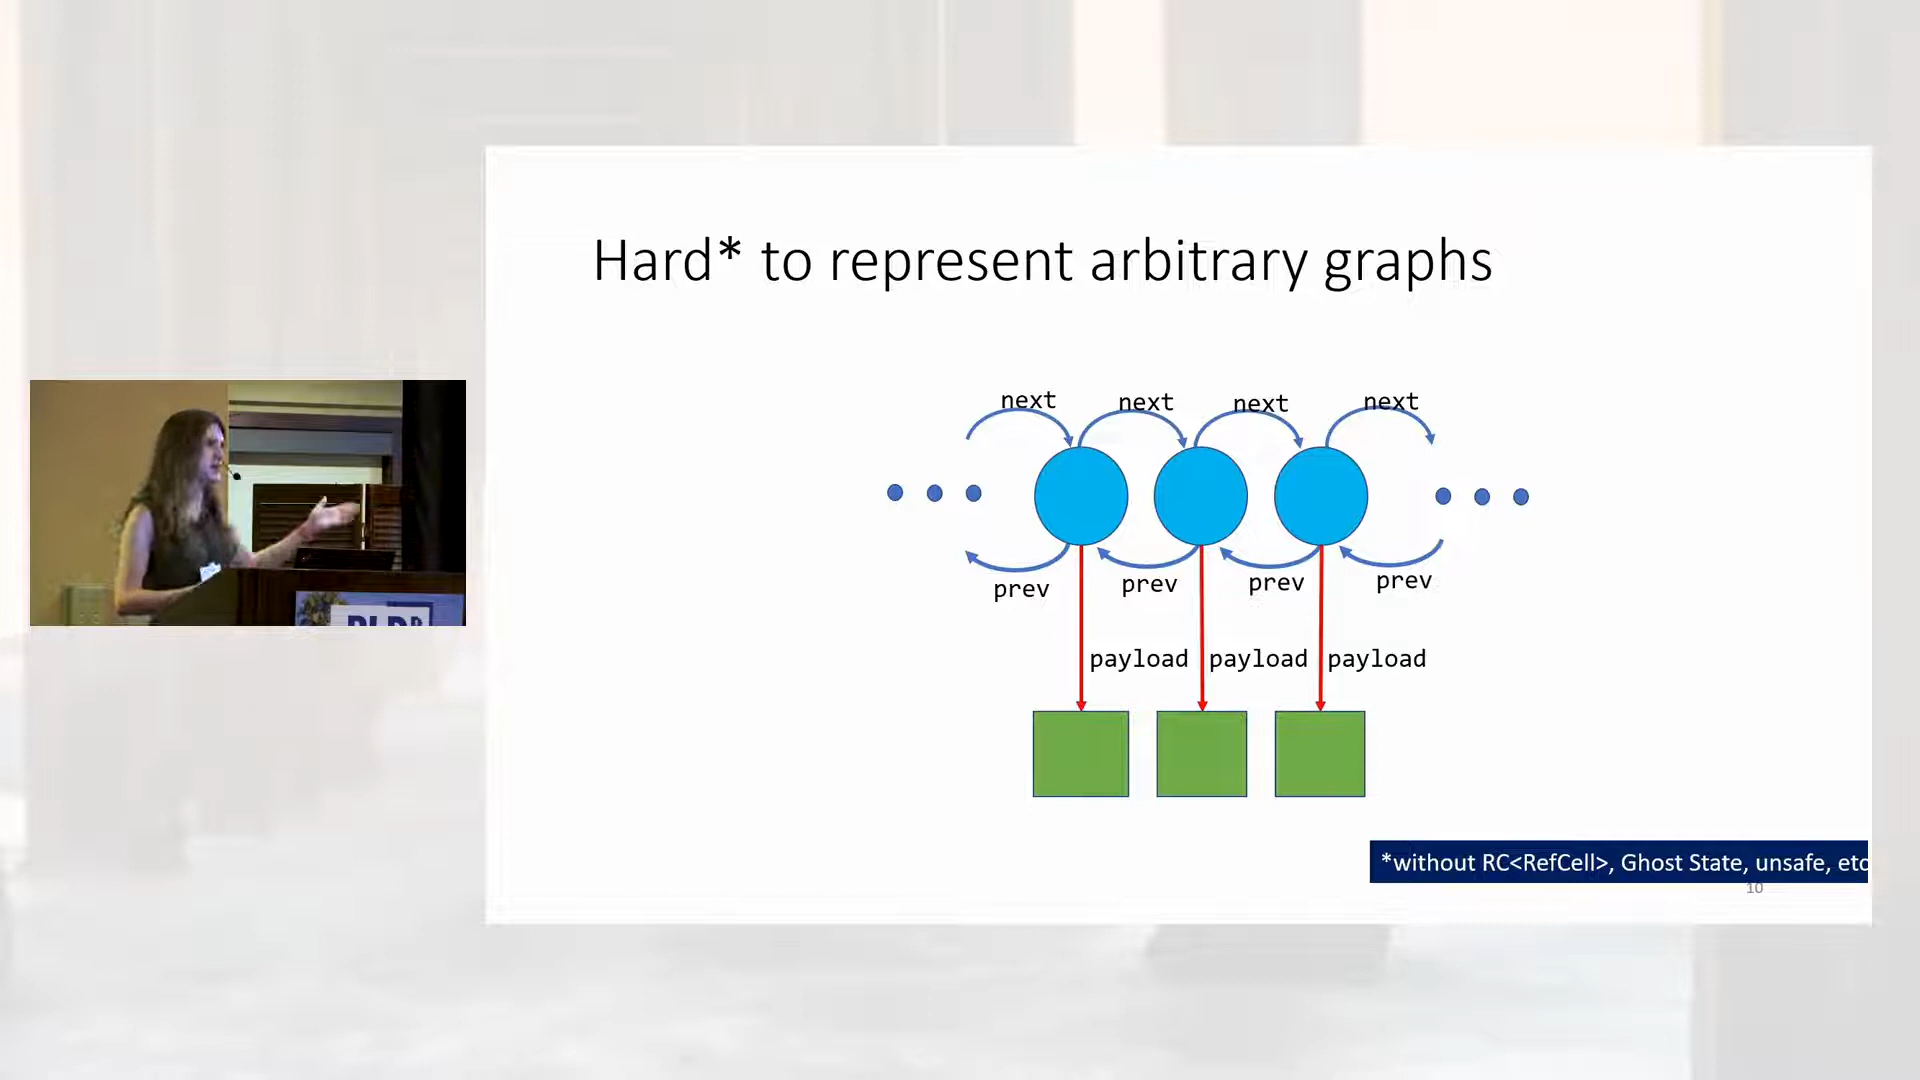 Hard* to represent arbitrary graphs
next next next next
prev prev prev prev
payload payload payload
*without RC<RefCell>, Ghost State, unsafe, etc
10